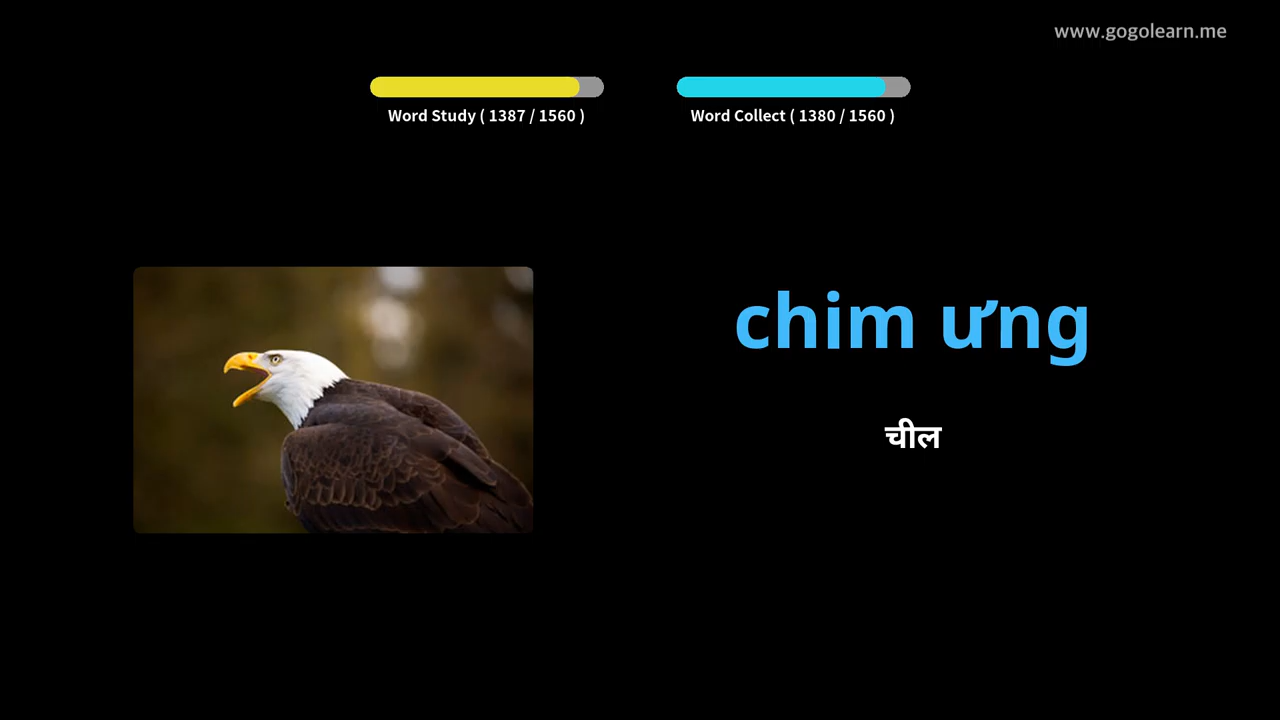 www.gogolearn.me
Word Study ( 1387 / 1560 )
Word Collect ( 1380 / 1560 )
chim ưng
चील